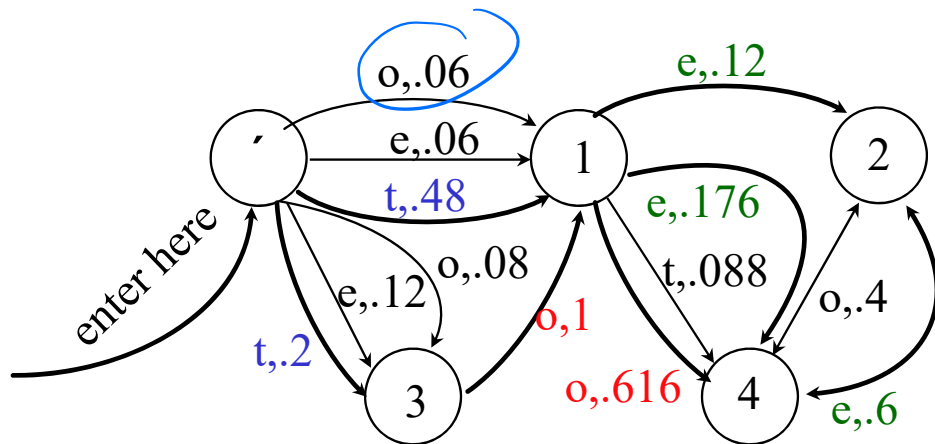 o,.06
e,.12
´
e,.06
1
2
t,.48
e,.176
enter here
o,.08
t,.088
e,.12
o,.4
o,1
t,.2
3
o,.616
4
e,.6